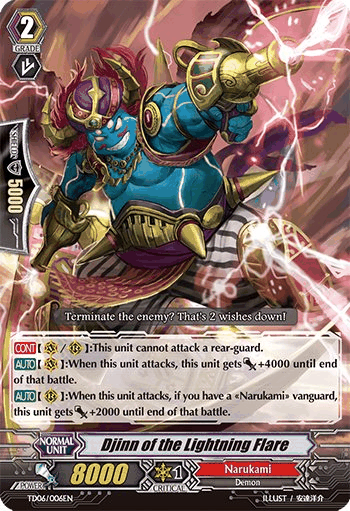 2
GRADE
SHIELD
5000
Terminate the enemy? That's 2 wishes down!
CONT【 / 】:This unit cannot attack a rear-guard.
AUTO【 】:When this unit attacks, this unit gets +4000 until end
of that battle.
AUTO【 】:When this unit attacks, if you have a «Narukami» vanguard,
this unit gets +2000 until end of that battle.
NORMAL
UNIT
Djinn of the Lightning Flare
POWER
8000
1
CRITICAL
Narukami
Demon
TD06/006EN
ILLUST / 安達洋介